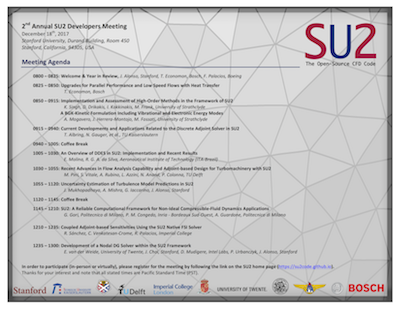 2nd Annual SU2 Developers Meeting
December 18th, 2017
Stanford University, Durand Building, Room 450
Stanford, California, 94305, USA
SU2
The Open-Source CFD Code
Meeting Agenda
0800 – 0825: Welcome & Year in Review, J. Alonso, Stanford, T. Economon, Bosch, F. Palacios, Boeing
0825 – 0850: Upgrades for Parallel Performance and Low-Speed Flows with Heat Transfer
T. Economon, Bosch
0850 – 0915: Implementation and Assessment of High-Order Methods in the Framework of SU2
K. Singh, D. Drikakis, I. Kokkinakis, M. Frank, University of Strathclyde
A BGK-Kinetic Formulation including Vibrational and Electronic Energy Modes
C. Mogavero, J. Herrera-Montojo, M. Fossati, University of Strathclyde
0915 – 0940: Current Developments and Applications Related to the Discrete Adjoint Solver in SU2
T. Albring, N. Gauger, et al., TU Kaiserslautern
0940 – 1005: Coffee Break
1005 – 1030: An Overview of DDES in SU2: Implementation and Recent Results
E. Molina, R. G. A. da Silva, Aeronautical Institute of Technology (ITA Brazil)
1030 – 1055: Recent Advances in Flow Analysis Capability and Adjoint-based Design for Turbomachinery with SU2
M. Pini, S. Vitale, A. Rubino, L. Azzini, N. Anand, P. Colonna, TU Delft
1055 – 1120: Uncertainty Estimation of Turbulence Model Predictions in SU2
J. Mukhopadhaya, A. Mishra, G. Iaccarino, J. Alonso, Stanford
1120 – 1145: Coffee Break
1145 – 1210: SU2: A Reliable Computational Framework for Non-Ideal Compressible-Fluid Dynamics Applications
G. Gori, Politecnico di Milano, P. M. Congedo, Inria - Bordeaux Sud-Ouest, A. Guardone, Politecnico di Milano
1210 – 1235: Coupled Adjoint-based Sensitivities Using the SU2 Native FSI Solver
R. Sanchez, C. Venkatesan-Crome, R. Palacios, Imperial College
1235 – 1300: Development of a Nodal DG Solver within the SU2 Framework
E. van der Weide, University of Twente, J. Choi, Stanford, D. Mudigere, Intel Labs, P. Urbanczyk, J. Alonso, Stanford
In order to participate (in-person or virtually), please register for the meeting by following the link on the SU2 home page (https://su2code.github.io).
Thanks for your interest and note that all stated times are Pacific Standard Time (PST).
Stanford
TUDelft
Imperial College
London
UNIVERSITY OF TWENTE.
BOSCH